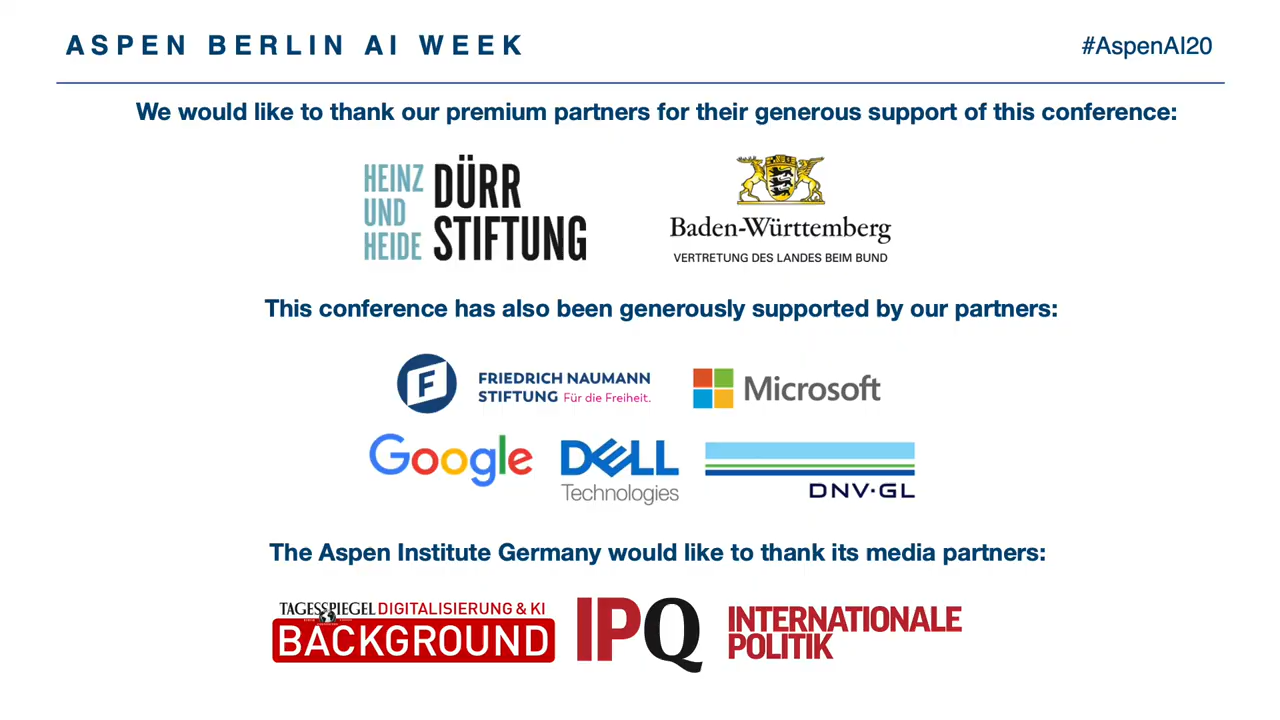 ASPEN BERLIN AI WEEK
#AspenAI20
We would like to thank our premium partners for their generous support of this conference:
HEINZ UND HEIDE
DÜRR STIFTUNG
Baden-Württemberg
VERTRETUNG DES LANDES BEIM BUND
This conference has also been generously supported by our partners:
F
FRIEDRICH NAUMANN
STIFTUNG Für die Freiheit.
Microsoft
Google
DELL
Technologies
DNV·GL
The Aspen Institute Germany would like to thank its media partners:
TAGESSPIEGEL DIGITALISIERUNG & KI
BACKGROUND
IPQ
INTERNATIONALE
POLITIK